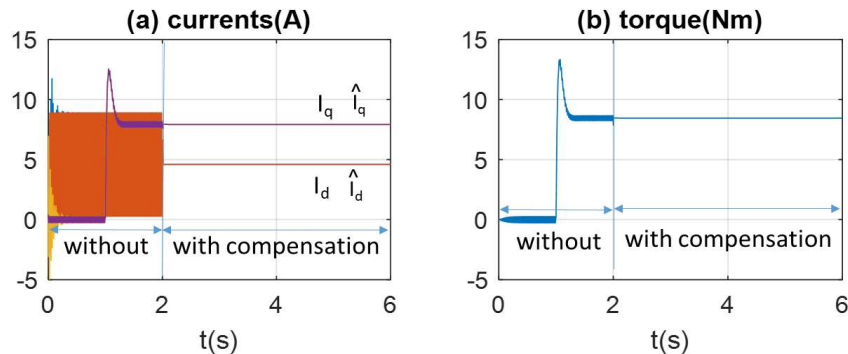 (a) currents(A)
15
10
5
0
-5
I_q Î_q
I_d Î_d
without
with compensation
0
2
4
6
t(s)
(b) torque(Nm)
15
10
5
0
-5
without
with compensation
0
2
4
6
t(s)